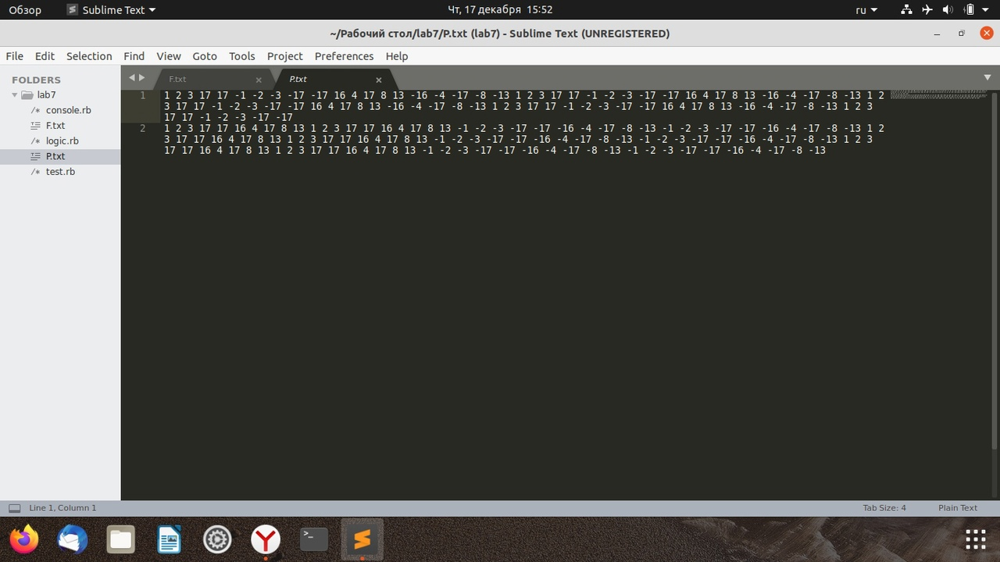 Обзор Sublime Text Чт, 17 декабря 15:52 ru
~/Рабочий стол/lab7/P.txt (lab7) - Sublime Text (UNREGISTERED)
File Edit Selection Find View Goto Tools Project Preferences Help
FOLDERS
lab7
/* console.rb
F.txt
/* logic.rb
P.txt
/* test.rb
F.txt P.txt
1 1 2 3 17 17 -1 -2 -3 -17 -17 16 4 17 8 13 -16 -4 -17 -8 -13 1 2 3 17 17 -1 -2 -3 -17 -17 16 4 17 8 13 -16 -4 -17 -8 -13 1 2
3 17 17 -1 -2 -3 -17 -17 16 4 17 8 13 -16 -4 -17 -8 -13 1 2 3 17 17 -1 -2 -3 -17 -17 16 4 17 8 13 -16 -4 -17 -8 -13 1 2 3
17 17 -1 -2 -3 -17 -17
2 1 2 3 17 17 16 4 17 8 13 1 2 3 17 17 16 4 17 8 13 -1 -2 -3 -17 -17 -16 -4 -17 -8 -13 -1 -2 -3 -17 -17 -16 -4 -17 -8 -13 1 2
3 17 17 16 4 17 8 13 1 2 3 17 17 16 4 17 8 13 -1 -2 -3 -17 -17 -16 -4 -17 -8 -13 -1 -2 -3 -17 -17 -16 -4 -17 -8 -13 1 2 3
17 17 16 4 17 8 13 1 2 3 17 17 16 4 17 8 13 -1 -2 -3 -17 -17 -16 -4 -17 -8 -13 -1 -2 -3 -17 -17 -16 -4 -17 -8 -13
Line 1, Column 1 Tab Size: 4 Plain Text